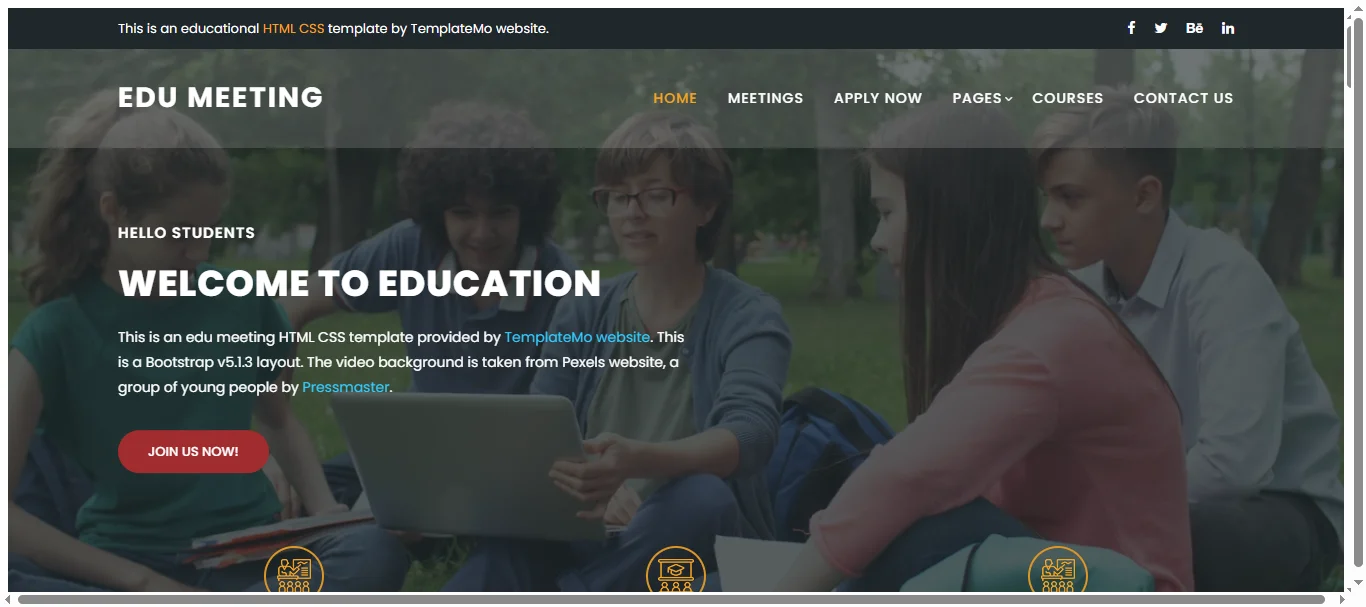 This is an educational HTML CSS template by TemplateMo website.
Bē
EDU MEETING
HOME MEETINGS APPLY NOW PAGES COURSES CONTACT US
HELLO STUDENTS
WELCOME TO EDUCATION
This is an edu meeting HTML CSS template provided by TemplateMo website. This
is a Bootstrap v5.1.3 layout. The video background is taken from Pexels website, a
group of young people by Pressmaster.
JOIN US NOW!